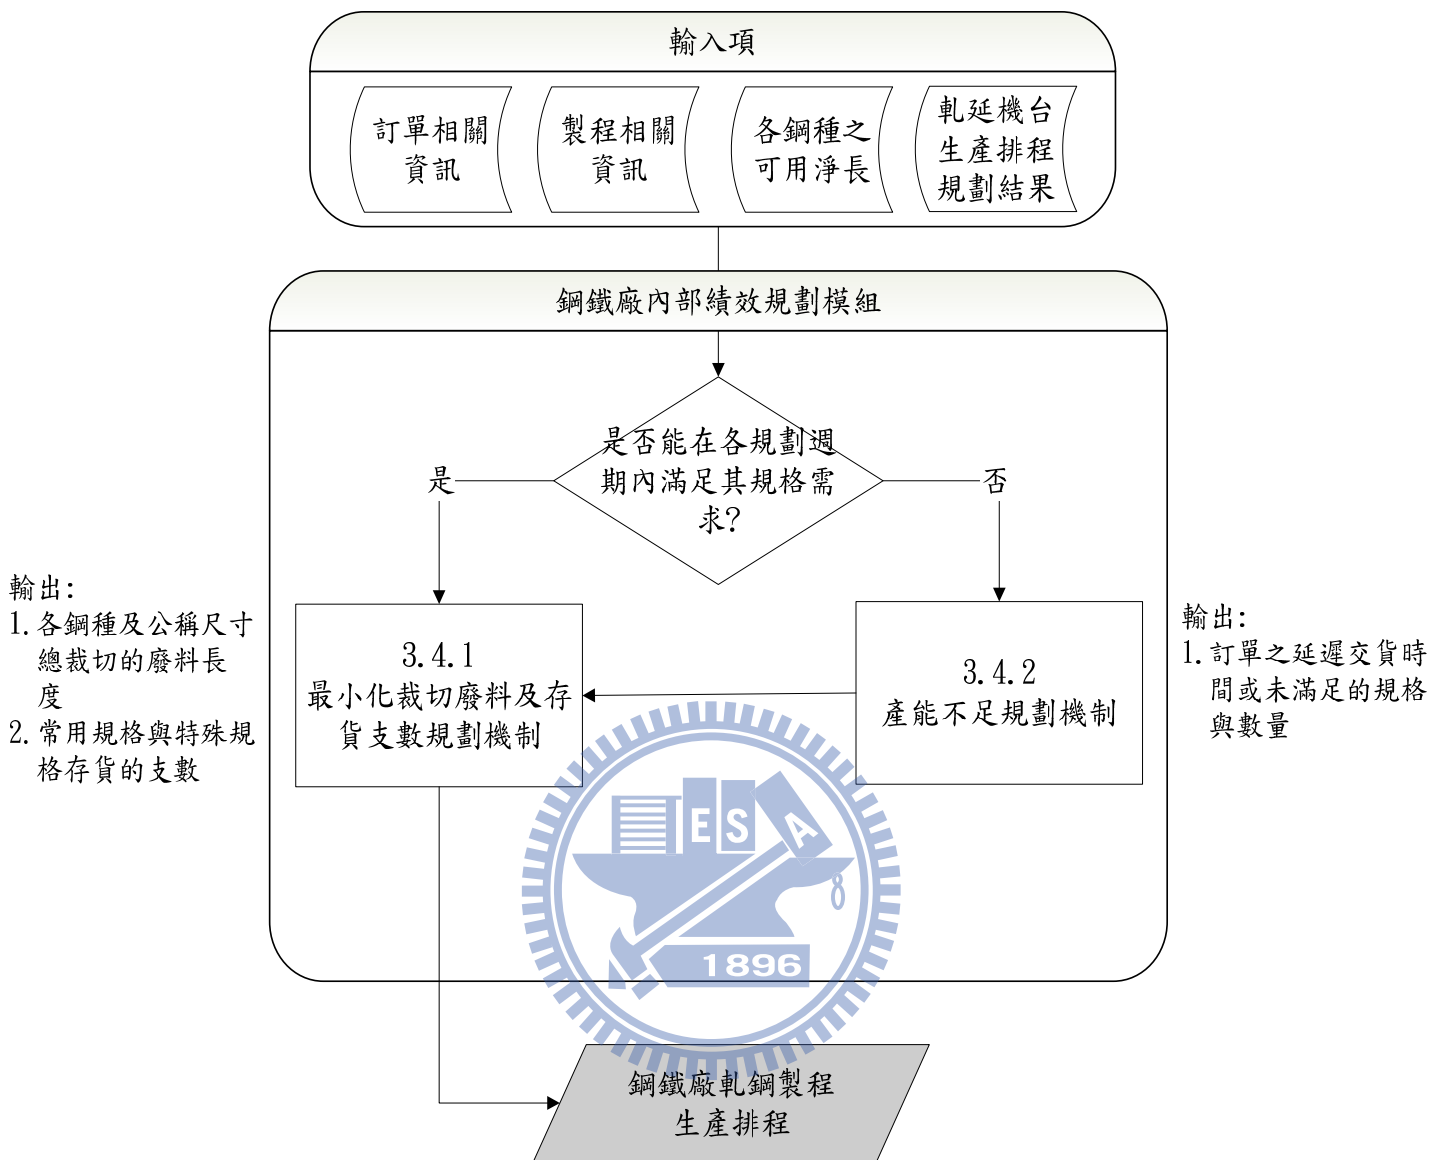 輸入項
訂單相關
資訊
製程相關
資訊
各鋼種之
可用淨長
軋延機台
生產排程
規劃結果
鋼鐵廠內部績效規劃模組
是否能在各規劃週
期內滿足其規格需
求?
是
否
輸出:
1. 各鋼種及公稱尺寸
總裁切的廢料長
度
2. 常用規格與特殊規
格存貨的支數
3.4.1
最小化裁切廢料及存
貨支數規劃機制
3.4.2
產能不足規劃機制
輸出:
1. 訂單之延遲交貨時
間或未滿足的規格
與數量
E S A
1896
鋼鐵廠軋鋼製程
生產排程